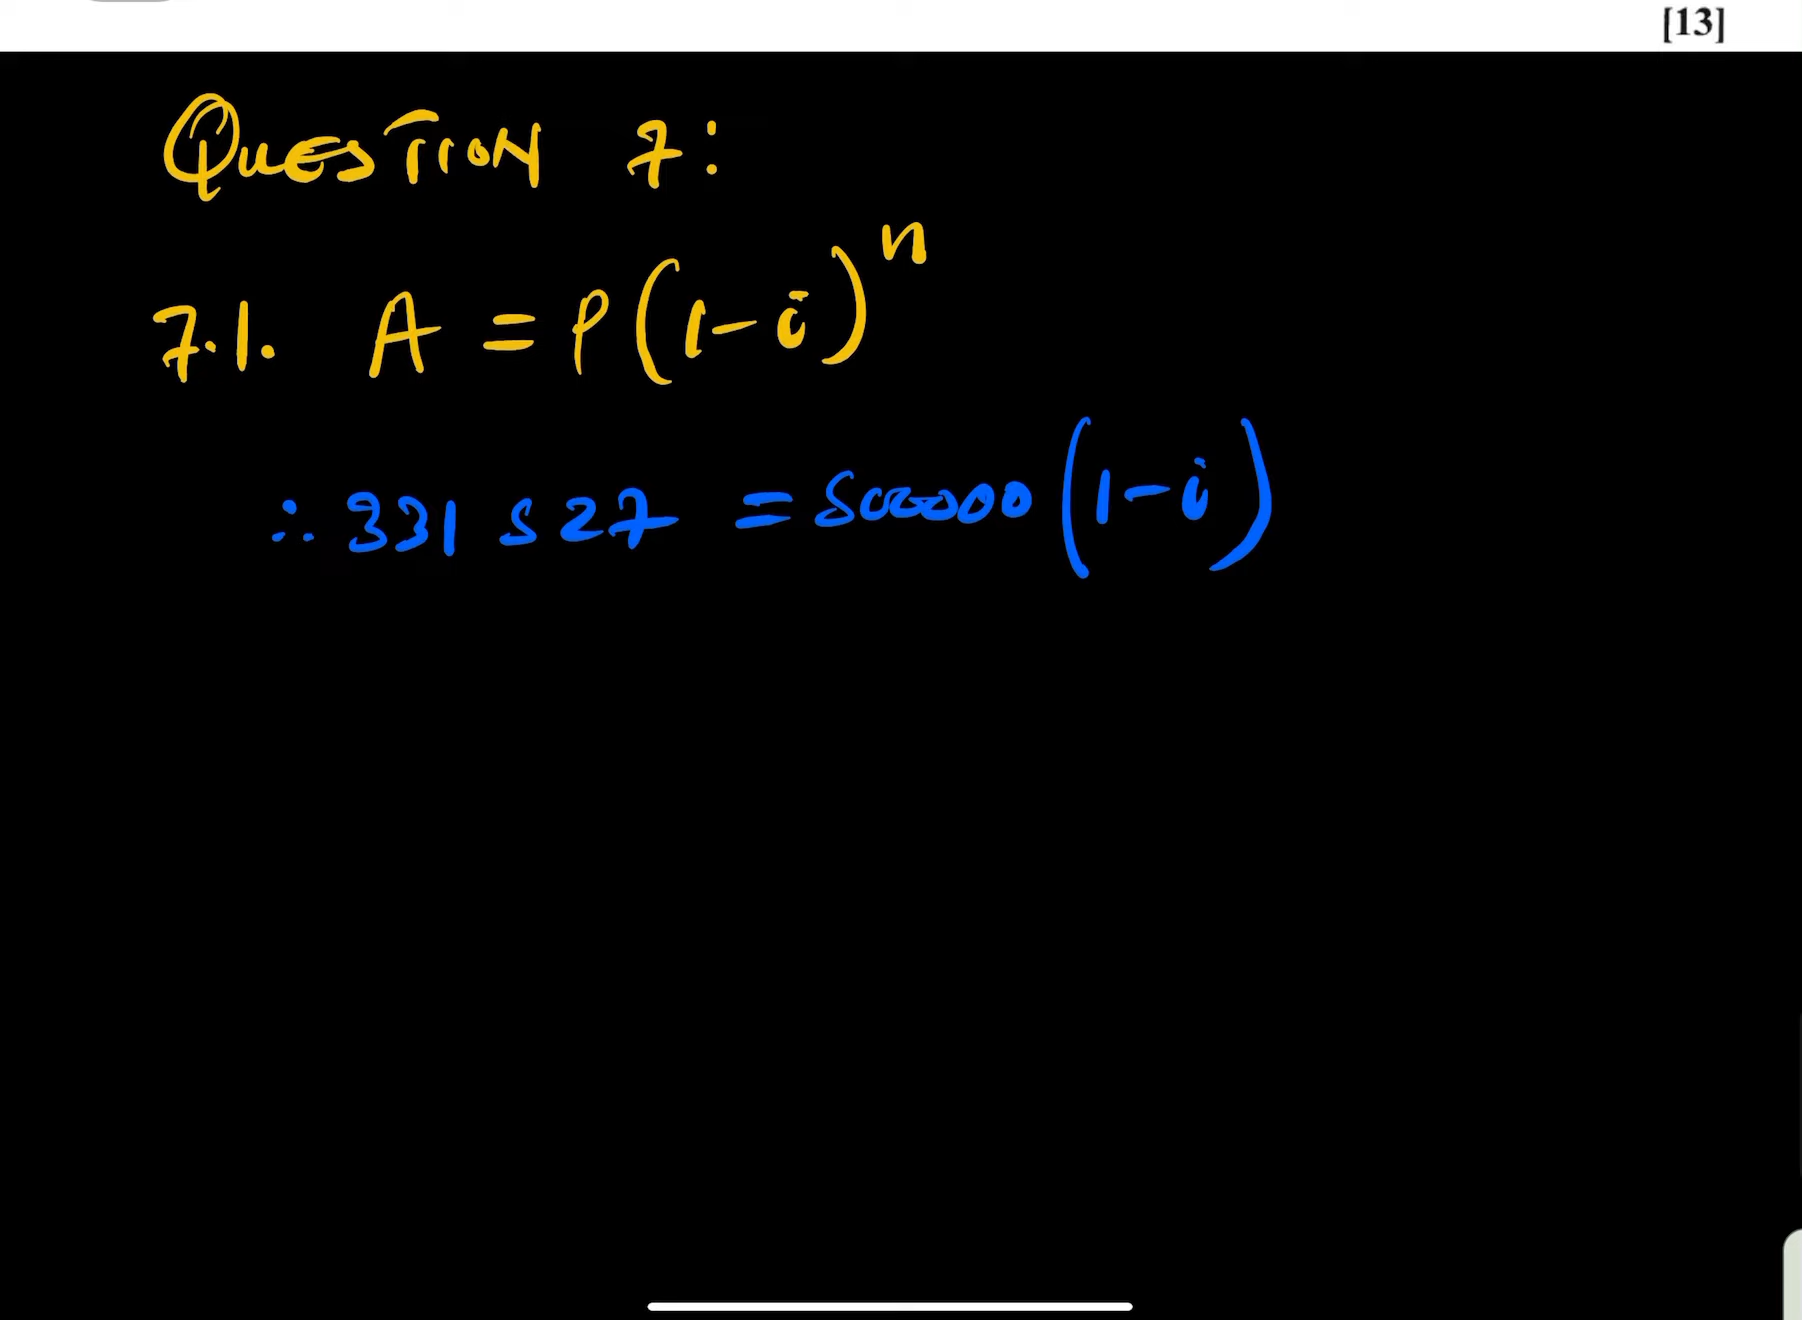 [13]
QUESTION 7:
7.1. A = P(1-i)^n
∴ 331 527 = 500000 (1-i)